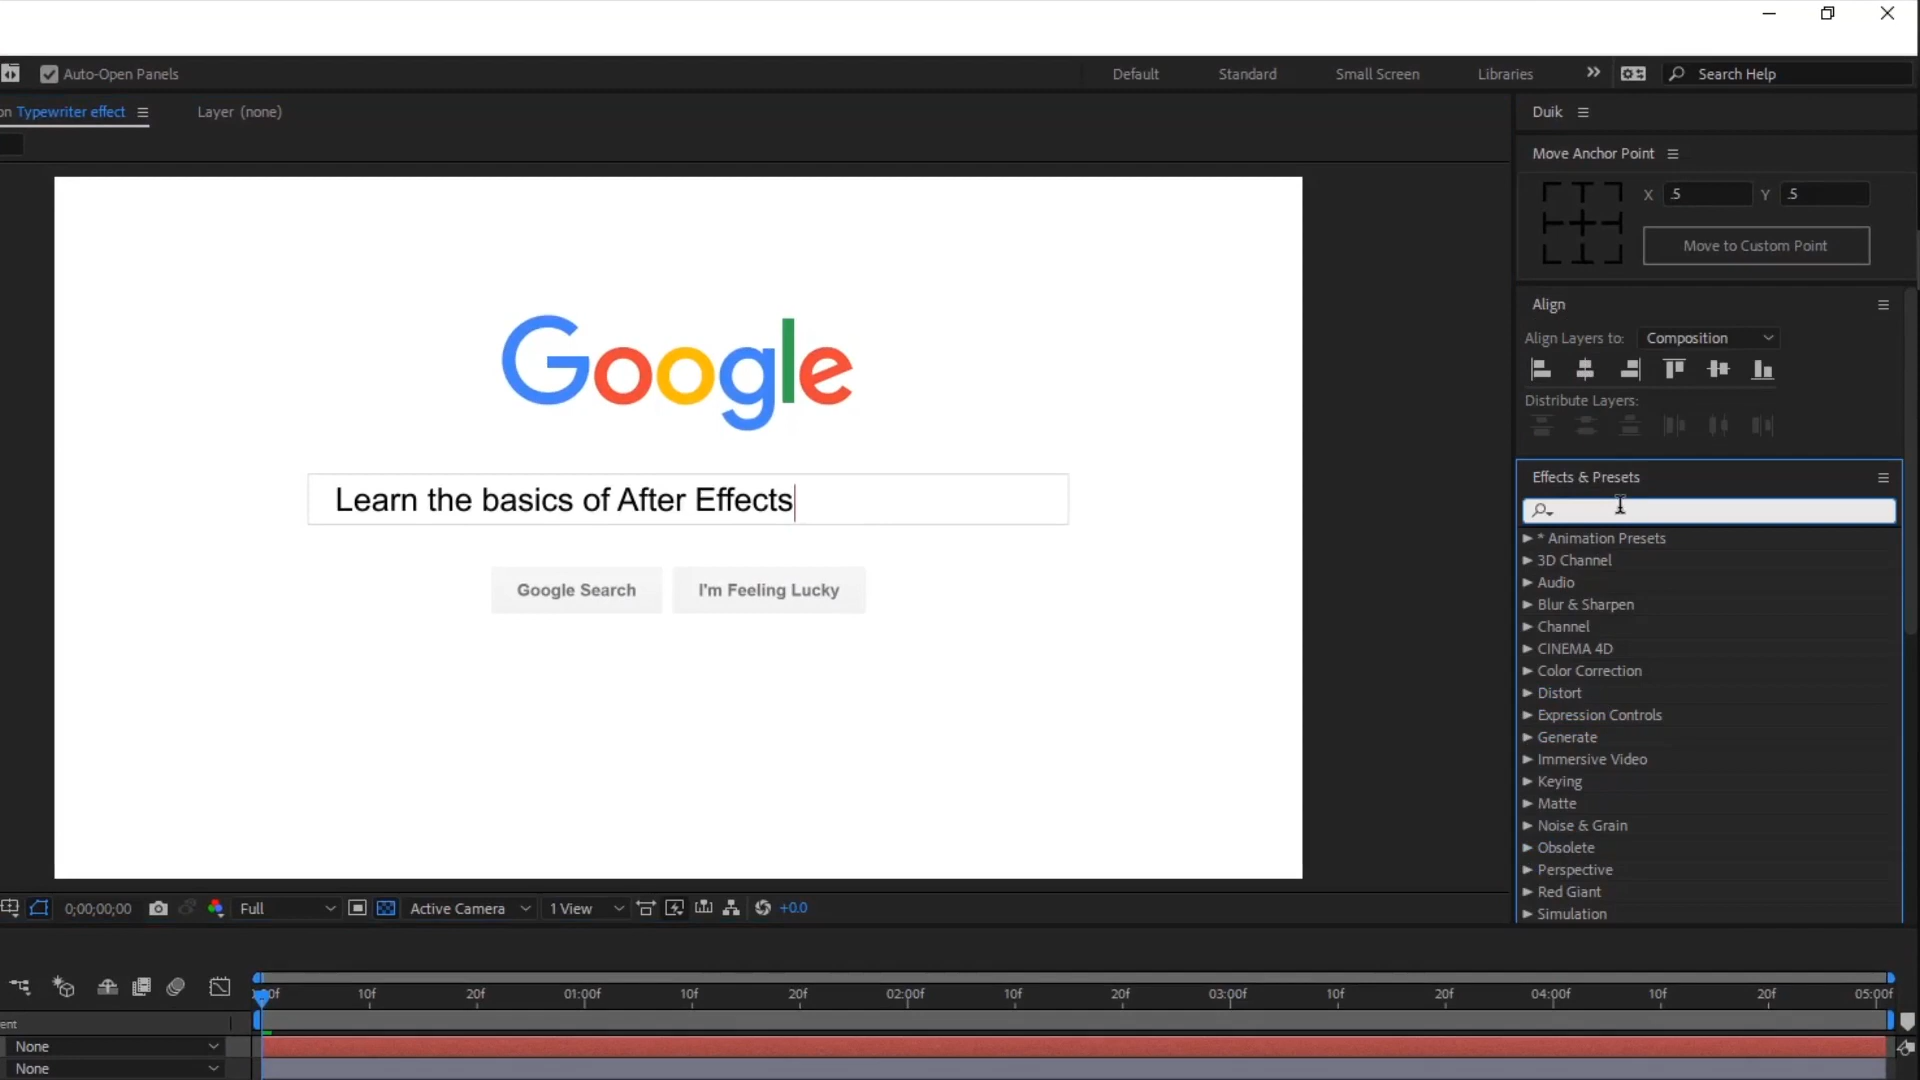 Auto-Open Panels
Default
Standard
Small Screen
Libraries
Search Help
on Typewriter effect
Layer (none)
Duik
Move Anchor Point
X .5 Y .5
Move to Custom Point
Align
Align Layers to: Composition
Distribute Layers:
Google
Learn the basics of After Effects
Google Search
I'm Feeling Lucky
Effects & Presets
* Animation Presets
3D Channel
Audio
Blur & Sharpen
Channel
CINEMA 4D
Color Correction
Distort
Expression Controls
Generate
Immersive Video
Keying
Matte
Noise & Grain
Obsolete
Perspective
Red Giant
Simulation
0;00;00;00
Full
Active Camera
1 View
+0.0
10f 20f 01:00f 10f 20f 02:00f 10f 20f 03:00f 10f 20f 04:00f 10f 20f 05:00f
ent
None
None